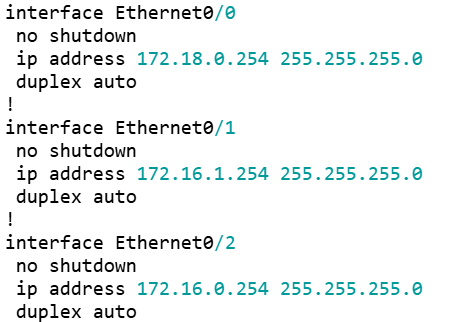 interface Ethernet0/0
 no shutdown
 ip address 172.18.0.254 255.255.255.0
 duplex auto
!
interface Ethernet0/1
 no shutdown
 ip address 172.16.1.254 255.255.255.0
 duplex auto
!
interface Ethernet0/2
 no shutdown
 ip address 172.16.0.254 255.255.255.0
 duplex auto